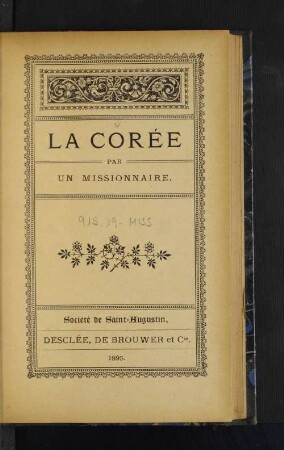 LA CORÉE
PAR
UN MISSIONNAIRE.
915.19-MISS
Société de Saint-Augustin,
DESCLÉE, DE BROUWER et Cie.
1895.